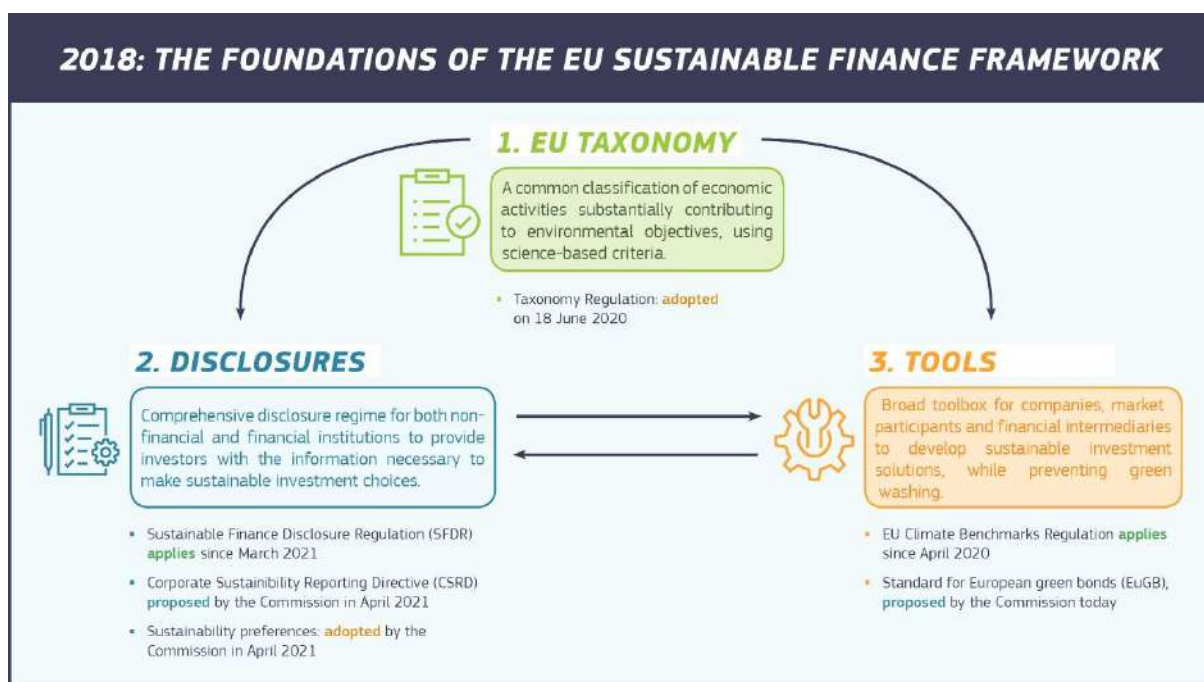 2018: THE FOUNDATIONS OF THE EU SUSTAINABLE FINANCE FRAMEWORK
1. EU TAXONOMY
A common classification of economic
activities substantially contributing
to environmental objectives, using
science-based criteria.
Taxonomy Regulation: adopted
on 18 June 2020
2. DISCLOSURES
Comprehensive disclosure regime for both non-
financial and financial institutions to provide
investors with the information necessary to
make sustainable investment choices.
Sustainable Finance Disclosure Regulation (SFDR)
applies since March 2021
Corporate Sustainibility Reporting Directive (CSRD)
proposed by the Commission in April 2021
Sustainability preferences: adopted by the
Commission in April 2021
3. TOOLS
Broad toolbox for companies, market
participants and financial intermediaries
to develop sustainable investment
solutions, while preventing green
washing.
EU Climate Benchmarks Regulation applies
since April 2020
Standard for European green bonds (EuGB),
proposed by the Commission today